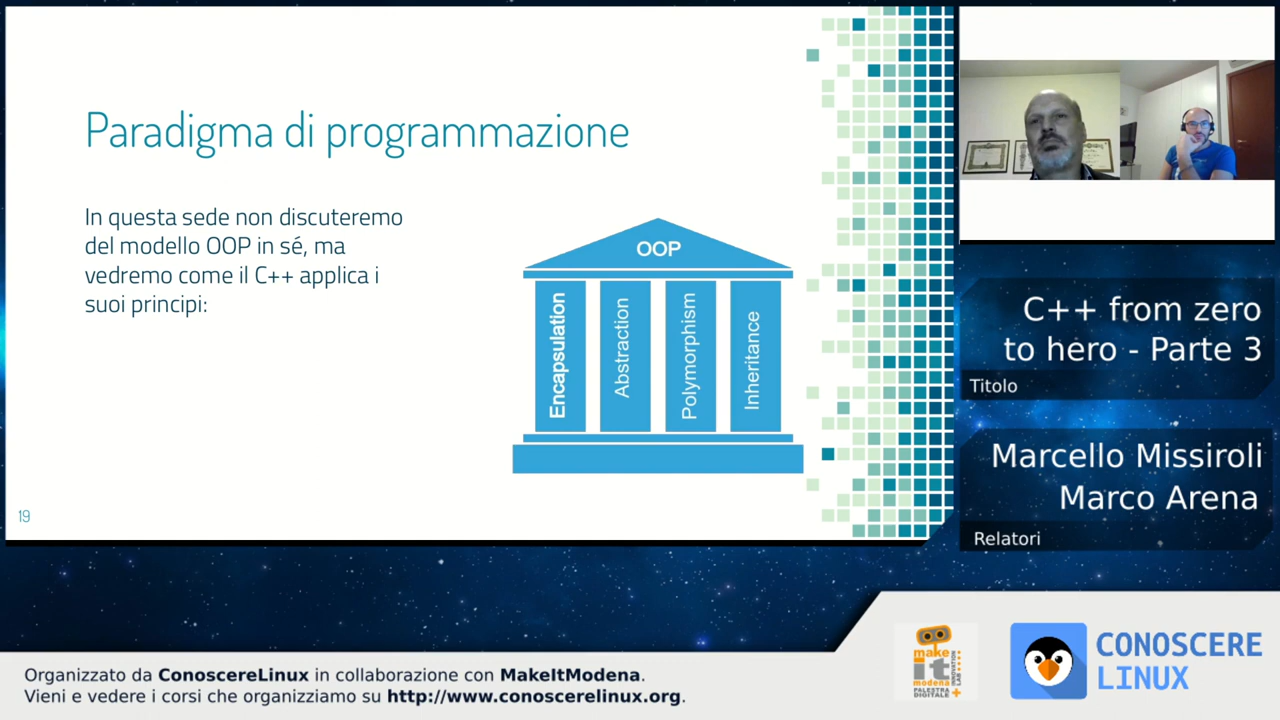 Paradigma di programmazione
In questa sede non discuteremo
del modello OOP in sé, ma
vedremo come il C++ applica i
suoi principi:
OOP
Encapsulation
Abstraction
Polymorphism
Inheritance
19
C++ from zero
to hero - Parte 3
Titolo
Marcello Missiroli
Marco Arena
Relatori
Organizzato da ConoscereLinux in collaborazione con MakeItModena.
Vieni e vedere i corsi che organizziamo su http://www.conoscerelinux.org.
make
it
modena
PALESTRA
DIGITALE
INNOVATION
LAB
CONOSCERE
LINUX